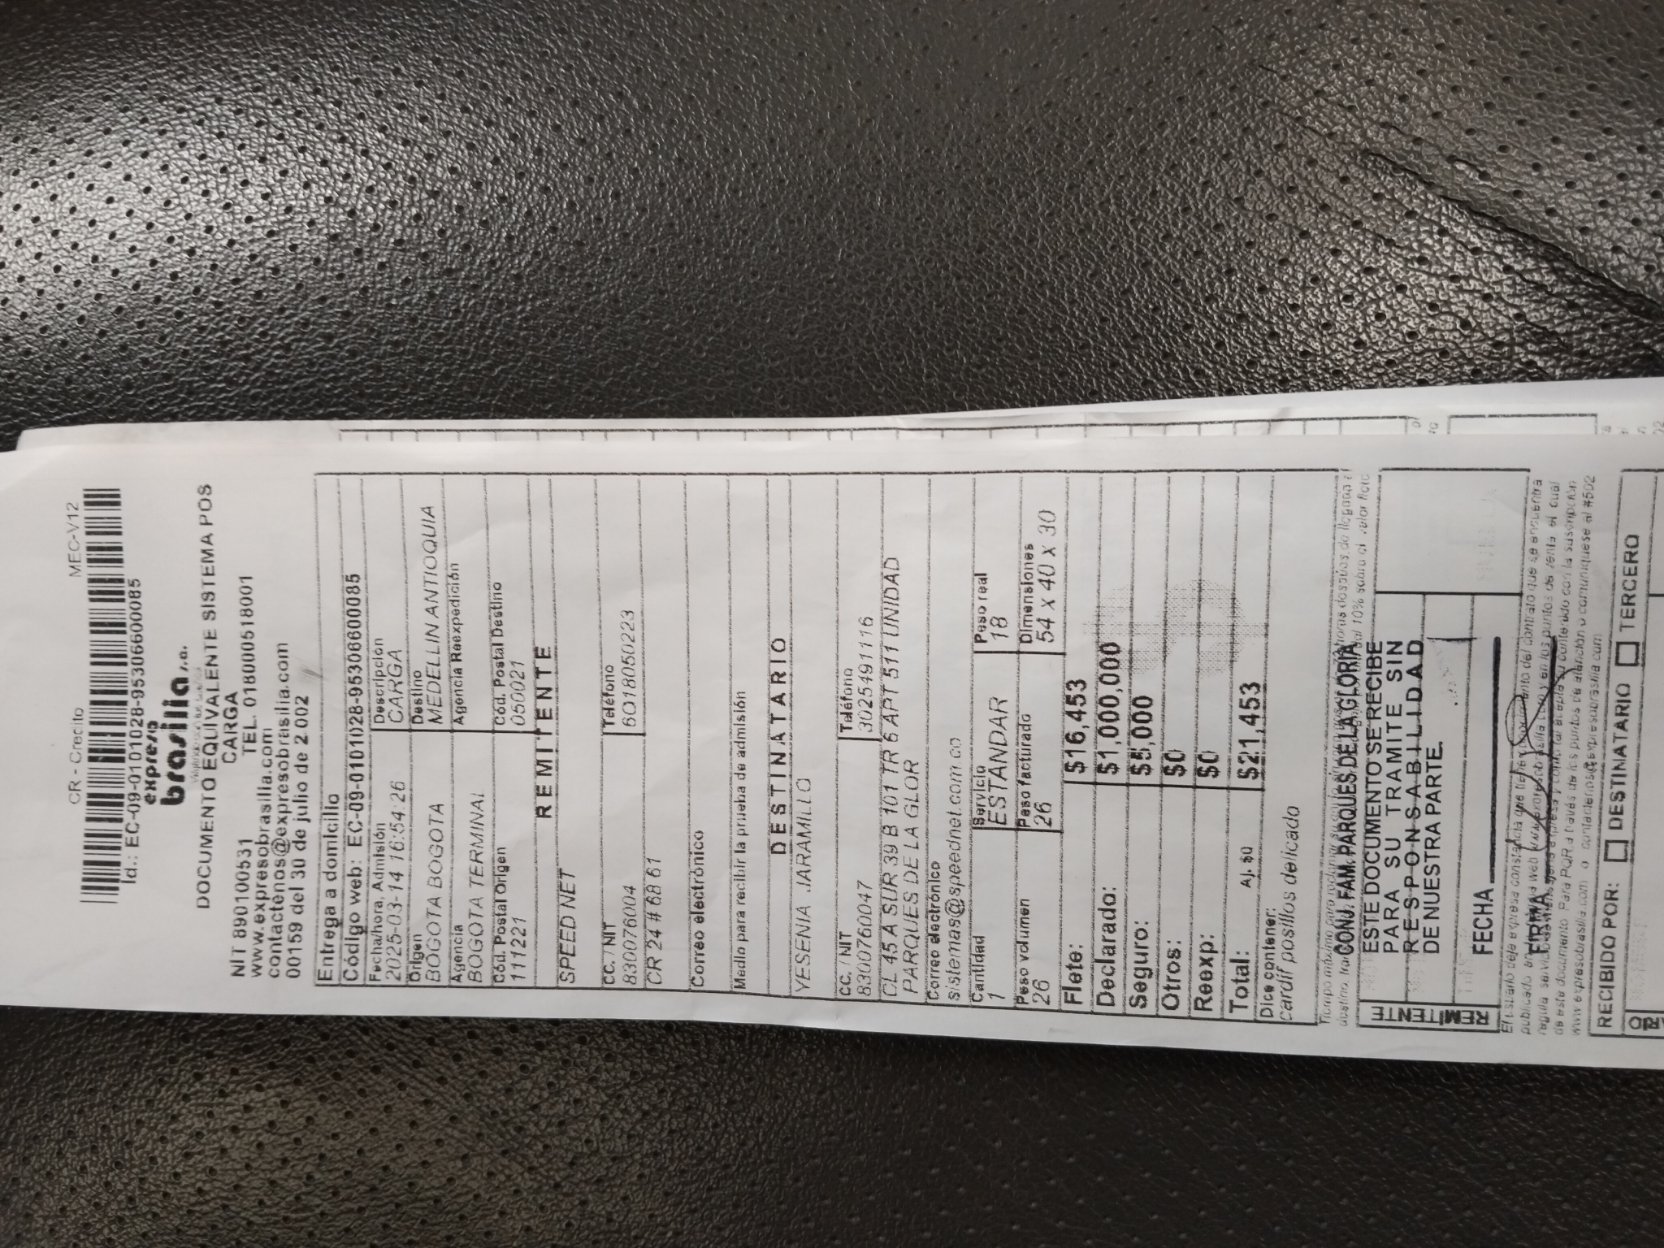 CR - Credito MEC-V12
Id.: EC-09-0101028-95306600085
expreso
brasilia s.a.
DOCUMENTO EQUIVALENTE SISTEMA POS
CARGA
NIT 890100531 TEL. 018000518001
www.expresobrasilia.com
contactenos@expresobrasilia.com
00159 del 30 de julio de 2.002
Entrega a domicilio
Código web: EC-09-0101028-95306600085
Fecha/hora. Admisión Descripción
2025-03-14 16:54:26 CARGA
Origen Destino
BOGOTA BOGOTA MEDELLIN ANTIOQUIA
Agencia Agencia Reexpedición
BOGOTA TERMINAL
Cód. Postal Origen Cód. Postal Destino
111221 050021
REMITENTE
SPEED NET
CC. / NIT Teléfono
830076004 6018050223
CR 24 # 68 61
Correo electrónico
Medio para recibir la prueba de admisión
DESTINATARIO
YESENIA JARAMILLO
CC. / NIT Teléfono
8300760047 3025491116
CL 45 A SUR 39 B 101 TR 6 APT 511 UNIDAD
PARQUES DE LA GLOR
Correo electrónico
sistemas@speednet.com.co
Cantidad Servicio Peso real
1 ESTANDAR 18
Peso volumen Peso facturado Dimensiones
26 26 54 x 40 x 30
Flete: $16,453
Declarado: $1,000,000
Seguro: $5,000
Otros: $0
Reexp: $0
Total: Aj. $0 $21,453
Dice contener:
cardif posillos delicado
CONJ. FAM. PARQUES DE LA GLORIA
ESTE DOCUMENTO SE RECIBE
PARA SU TRAMITE SIN
RESPONSABILIDAD
DE NUESTRA PARTE.
REMITENTE
FECHA
FIRMA
RECIBIDO POR: DESTINATARIO TERCERO